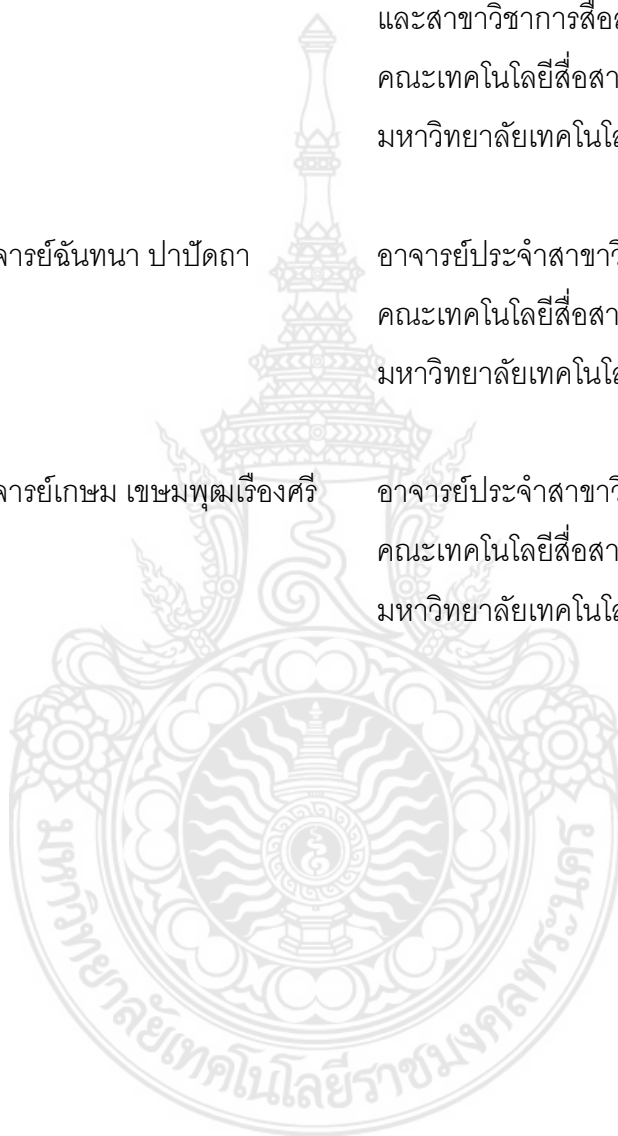 และสาขาวิชาการสื่อ
คณะเทคโนโลยีสื่อสา
มหาวิทยาลัยเทคโนโล
จารย์ฉันทนา ปาปัดถา อาจารย์ประจำสาขาวิ
คณะเทคโนโลยีสื่อสา
มหาวิทยาลัยเทคโนโล
จารย์เกษม เขษมพุฒเรืองศรี อาจารย์ประจำสาขาวิ
คณะเทคโนโลยีสื่อสา
มหาวิทยาลัยเทคโนโล
มหาวิทยาลัยเทคโนโลยีราชมงคลพระนคร